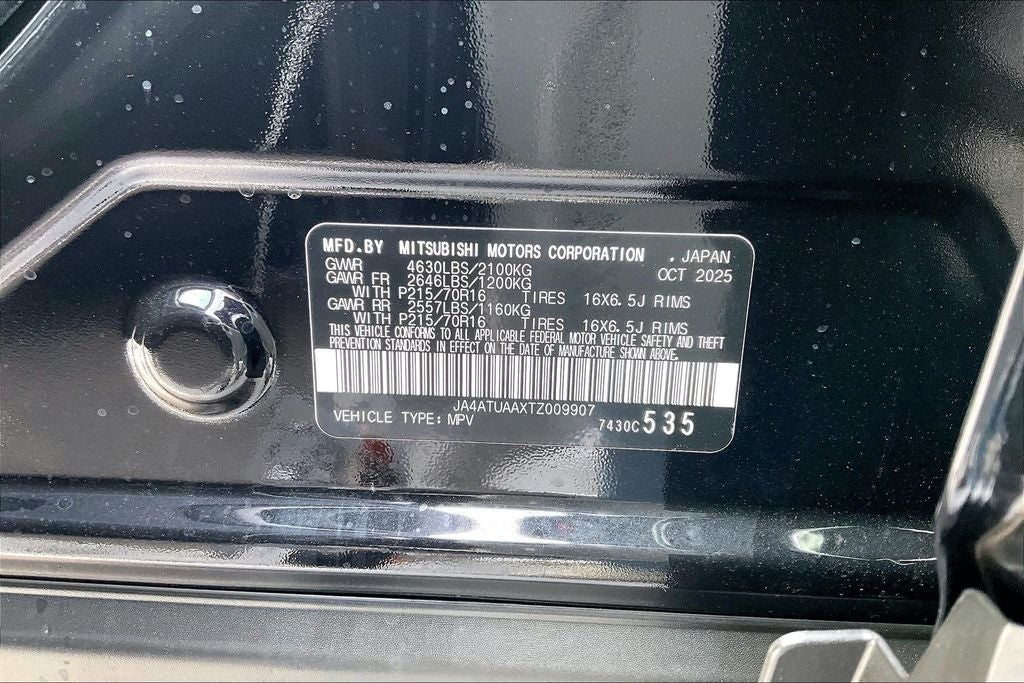 MFD.BY MITSUBISHI MOTORS CORPORATION .JAPAN
GVWR 4630LBS/2100KG OCT 2025
GAWR FR 2646LBS/1200KG
WITH P215/70R16 TIRES 16X6.5J RIMS
GAWR RR 2557LBS/1160KG
WITH P215/70R16 TIRES 16X6.5J RIMS
THIS VEHICLE CONFORMS TO ALL APPLICABLE FEDERAL MOTOR VEHICLE SAFETY AND THEFT
PREVENTION STANDARDS IN EFFECT ON THE DATE OF MANUFACTURE SHOWN ABOVE.
JA4ATUAAXTZ009907
VEHICLE TYPE: MPV 7430C 535